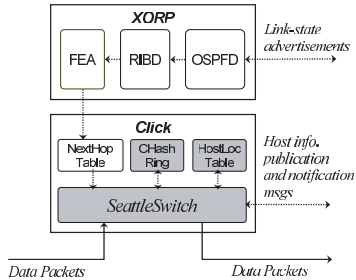 XORP
FEA
RIBD
OSPFD
Link-state
advertisements
Click
NextHop
Table
CHash
Ring
HostLoc
Table
SeattleSwitch
Host info.
publication
and notification
msgs
Data Packets
Data Packets